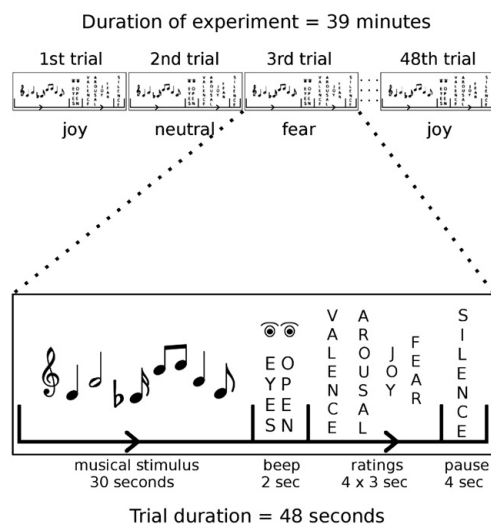 Duration of experiment = 39 minutes
1st trial 2nd trial 3rd trial 48th trial
joy neutral fear joy
EYES OPEN VALENCE AROUSAL JOY FEAR SILENCE
musical stimulus beep ratings pause
30 seconds 2 sec 4 x 3 sec 4 sec
Trial duration = 48 seconds